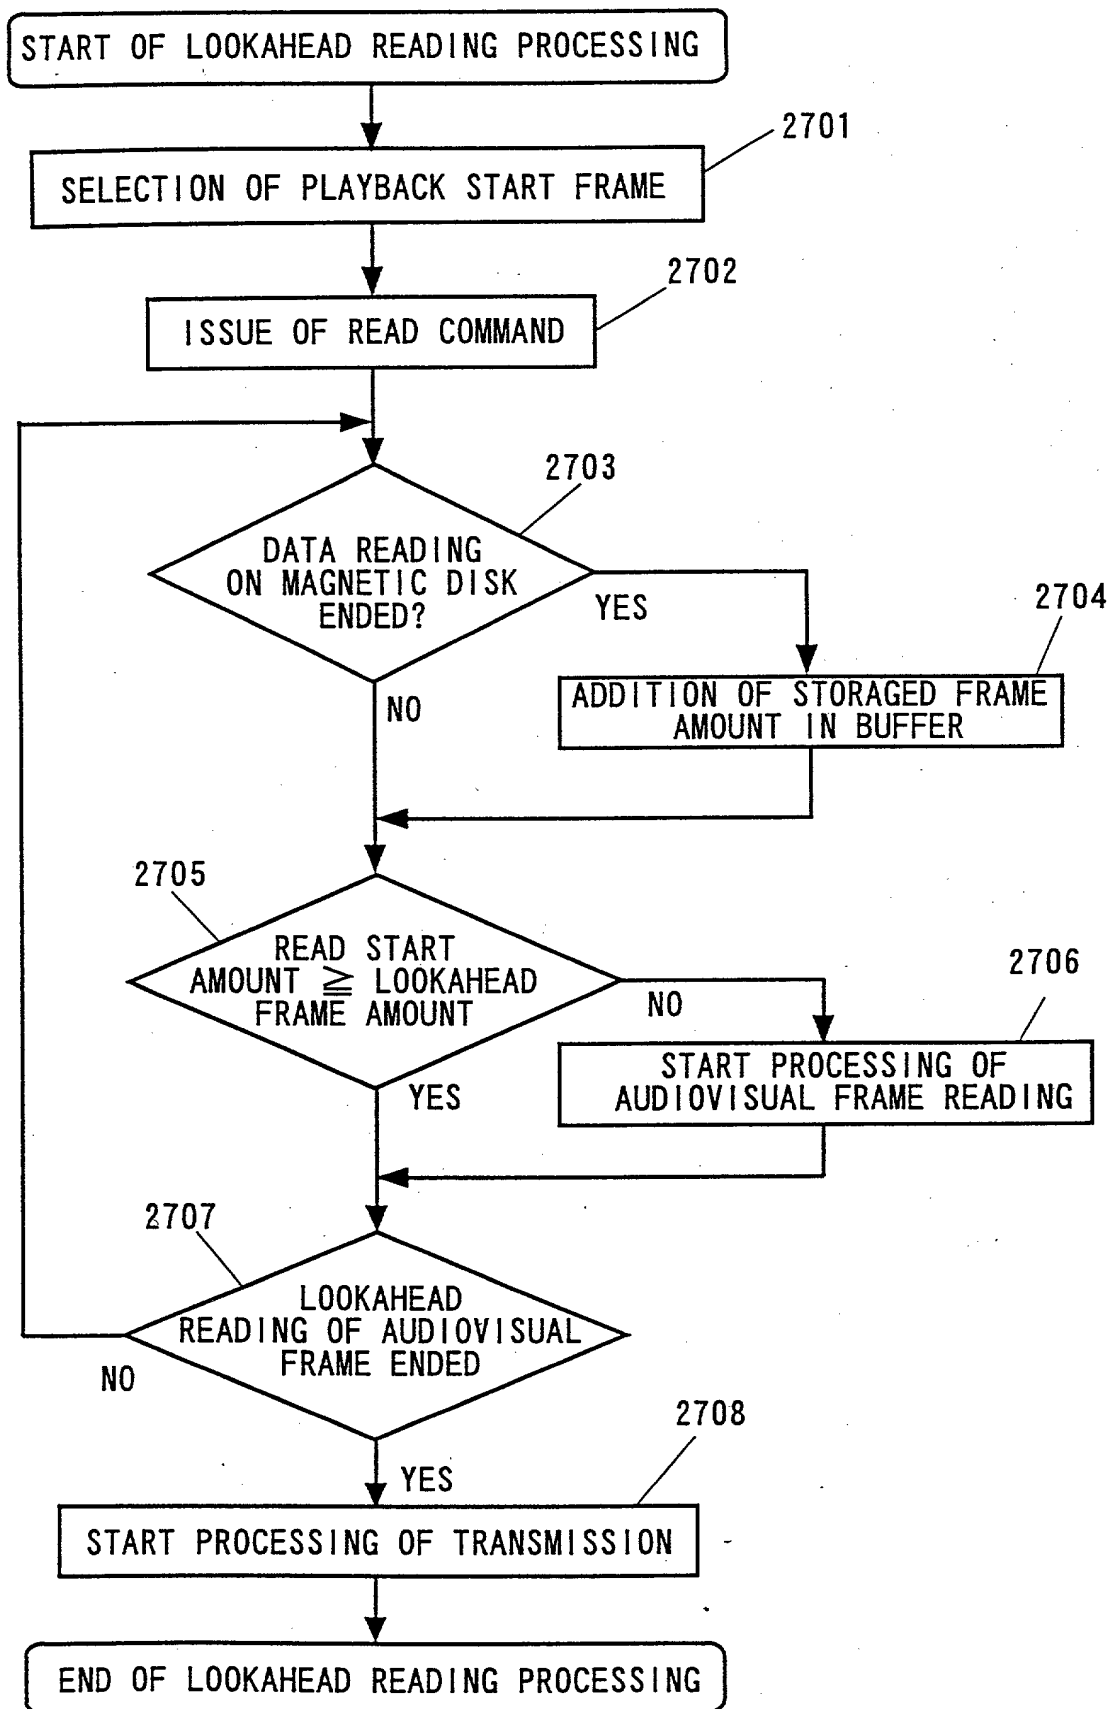 START OF LOOKAHEAD READING PROCESSING
2701
SELECTION OF PLAYBACK START FRAME
2702
ISSUE OF READ COMMAND
2703
DATA READING
ON MAGNETIC DISK
ENDED?
YES
NO
2704
ADDITION OF STORAGED FRAME
AMOUNT IN BUFFER
2705
READ START
AMOUNT ≧ LOOKAHEAD
FRAME AMOUNT
NO
YES
2706
START PROCESSING OF
AUDIOVISUAL FRAME READING
2707
LOOKAHEAD
READING OF AUDIOVISUAL
FRAME ENDED
NO
YES
2708
START PROCESSING OF TRANSMISSION
END OF LOOKAHEAD READING PROCESSING